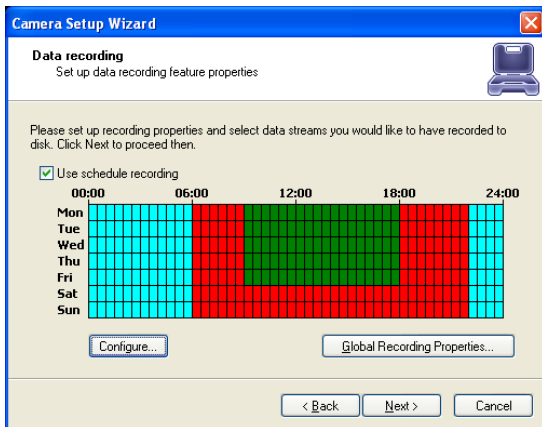 Camera Setup Wizard
Data recording
Set up data recording feature properties
Please set up recording properties and select data streams you would like to have recorded to
disk. Click Next to proceed then.
Use schedule recording
00:00 06:00 12:00 18:00 24:00
Mon
Tue
Wed
Thu
Fri
Sat
Sun
Configure...
Global Recording Properties...
< Back
Next >
Cancel